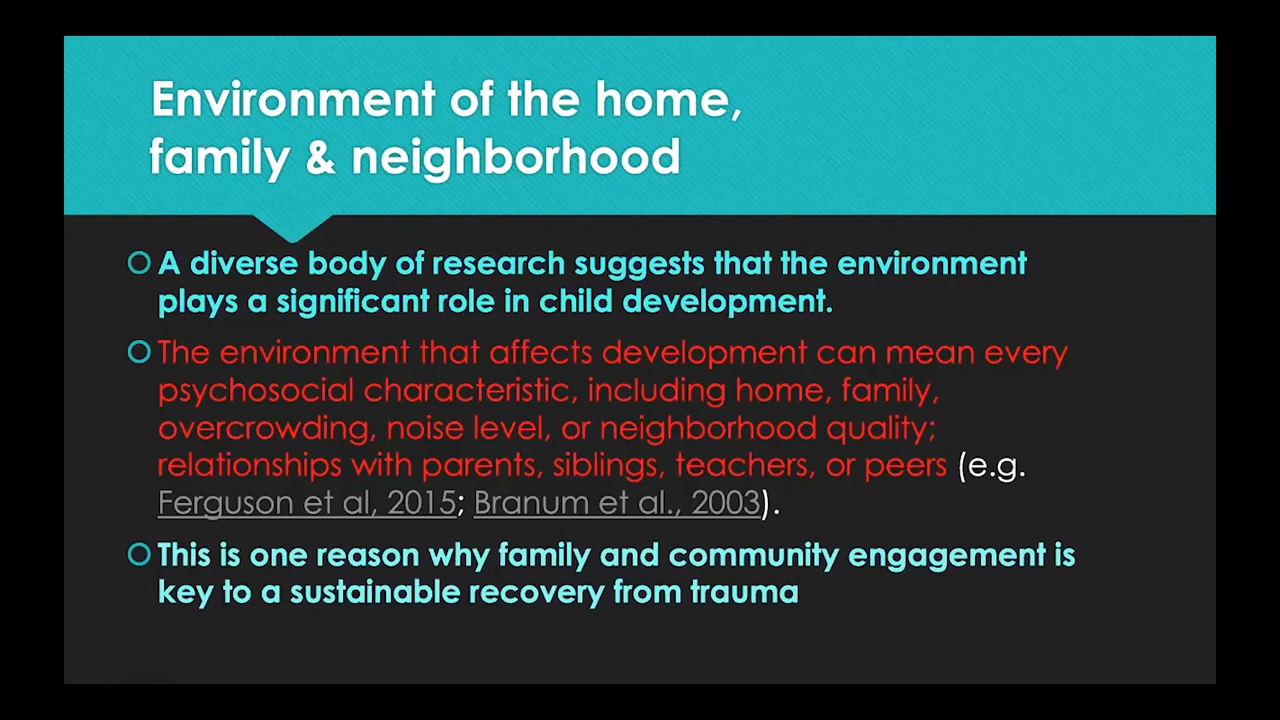 Environment of the home,
family & neighborhood
A diverse body of research suggests that the environment
plays a significant role in child development.
The environment that affects development can mean every
psychosocial characteristic, including home, family,
overcrowding, noise level, or neighborhood quality;
relationships with parents, siblings, teachers, or peers (e.g.
Ferguson et al, 2015; Branum et al., 2003).
This is one reason why family and community engagement is
key to a sustainable recovery from trauma